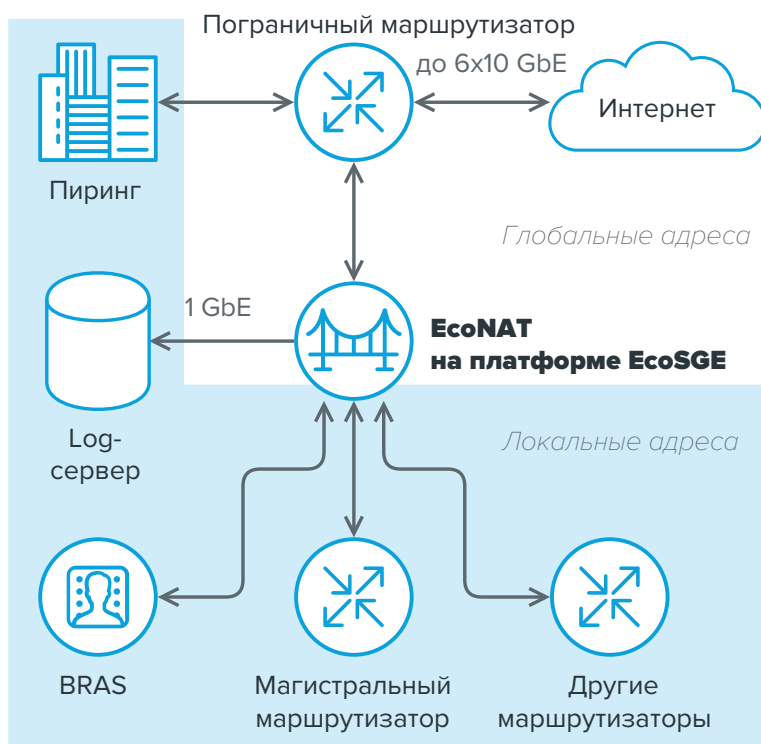 Пограничный маршрутизатор
до 6x10 GbE
Интернет
Пиринг
Глобальные адреса
1 GbE
EcoNAT
на платформе EcoSGE
Log-
сервер
Локальные адреса
BRAS
Магистральный
маршрутизатор
Другие
маршрутизаторы